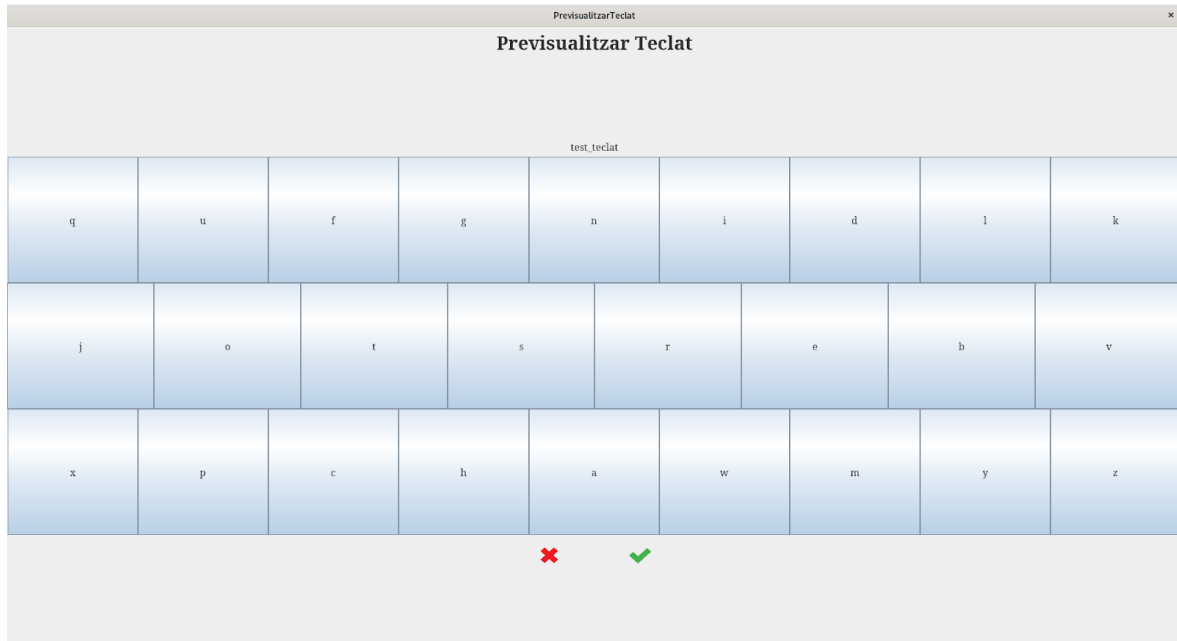 PrevisualitzarTeclat
Previsualitzar Teclat
test_teclat
q u f g n i d l k
j o t s r e b v
x p c h a w m y z